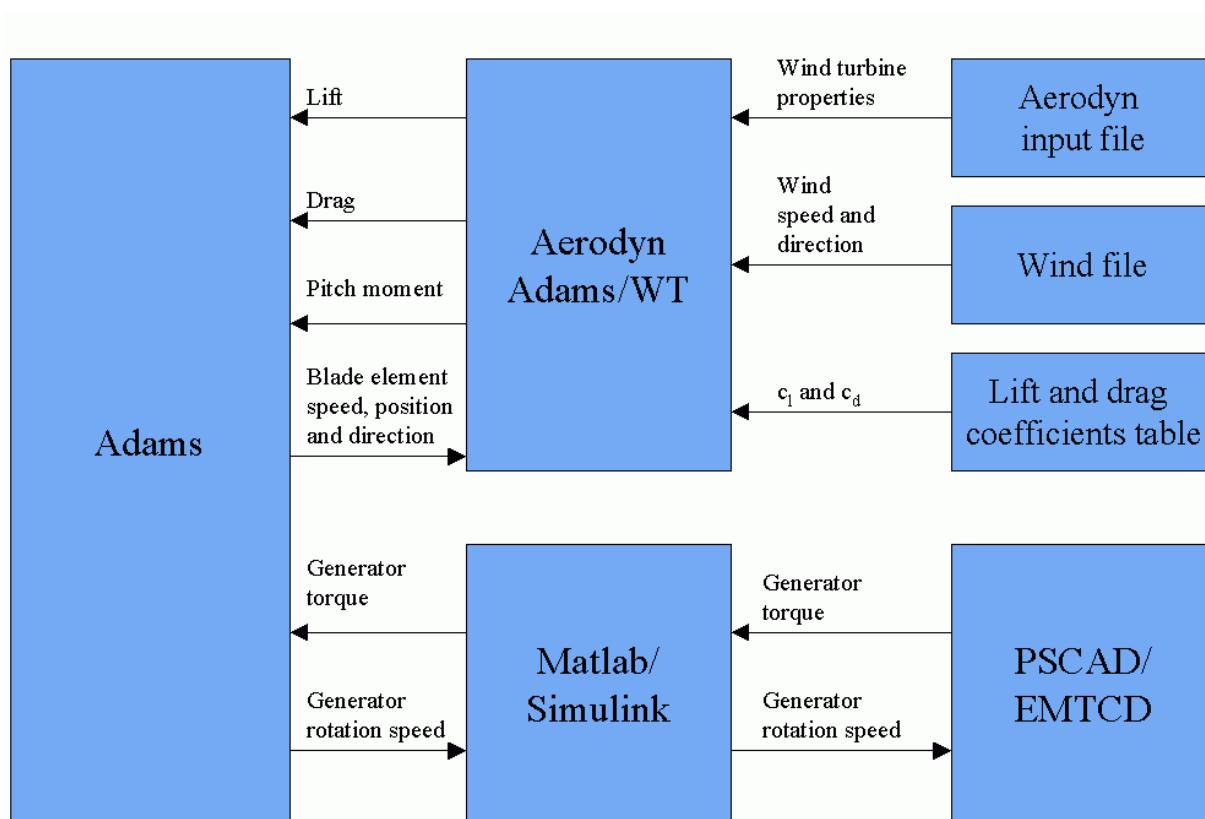 Lift
Drag
Pitch moment
Blade element
speed, position
and direction
Adams
Generator
torque
Generator
rotation speed
Aerodyn
Adams/WT
Matlab/
Simulink
Wind turbine
properties
Wind
speed and
direction
c_l and c_d
Generator
torque
Generator
rotation speed
Aerodyn
input file
Wind file
Lift and drag
coefficients table
PSCAD/
EMTCD